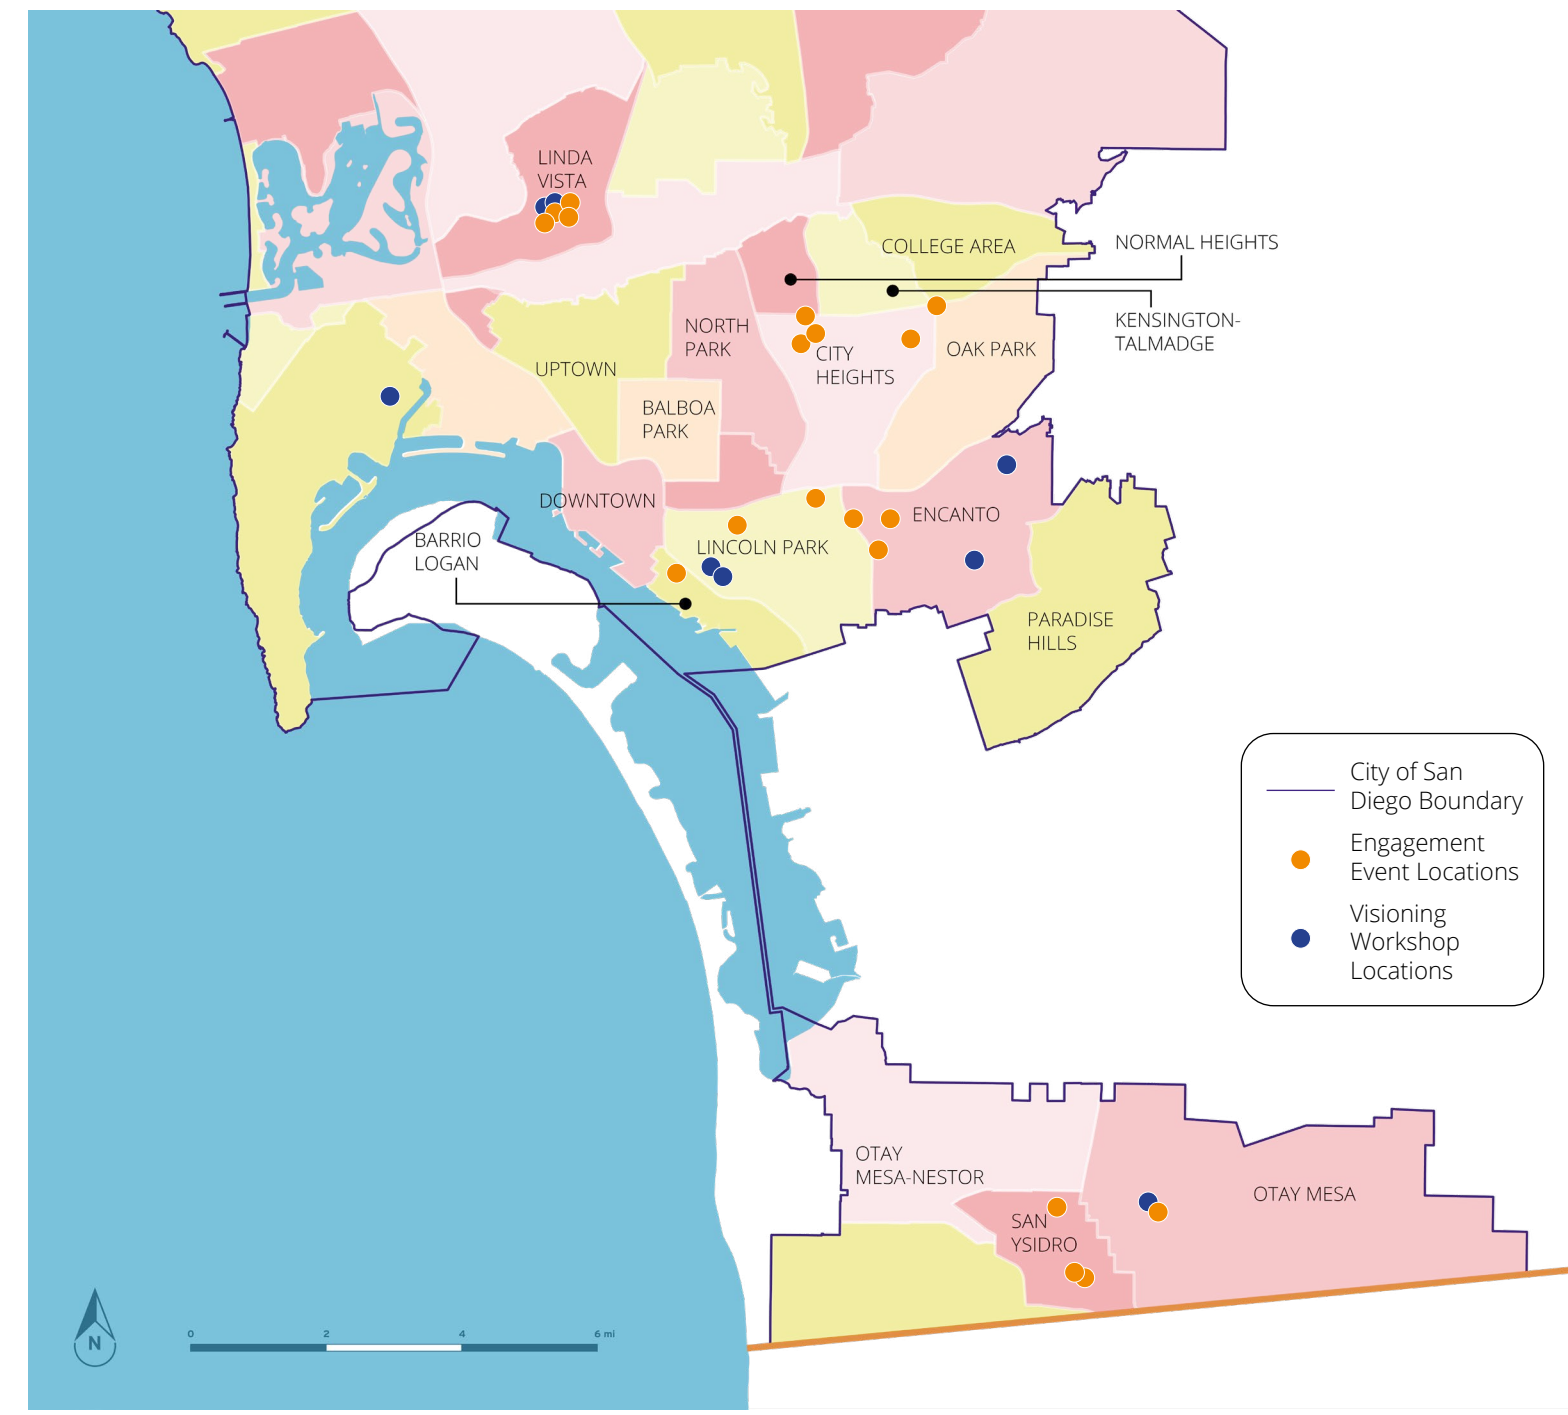 LINDA
VISTA
COLLEGE AREA
NORMAL HEIGHTS
KENSINGTON-
TALMADGE
NORTH
PARK
CITY
HEIGHTS
OAK PARK
UPTOWN
BALBOA
PARK
DOWNTOWN
ENCANTO
BARRIO
LOGAN
LINCOLN PARK
PARADISE
HILLS
City of San
Diego Boundary
Engagement
Event Locations
Visioning
Workshop
Locations
OTAY
MESA-NESTOR
OTAY MESA
SAN
YSIDRO
N
0 2 4 6 mi